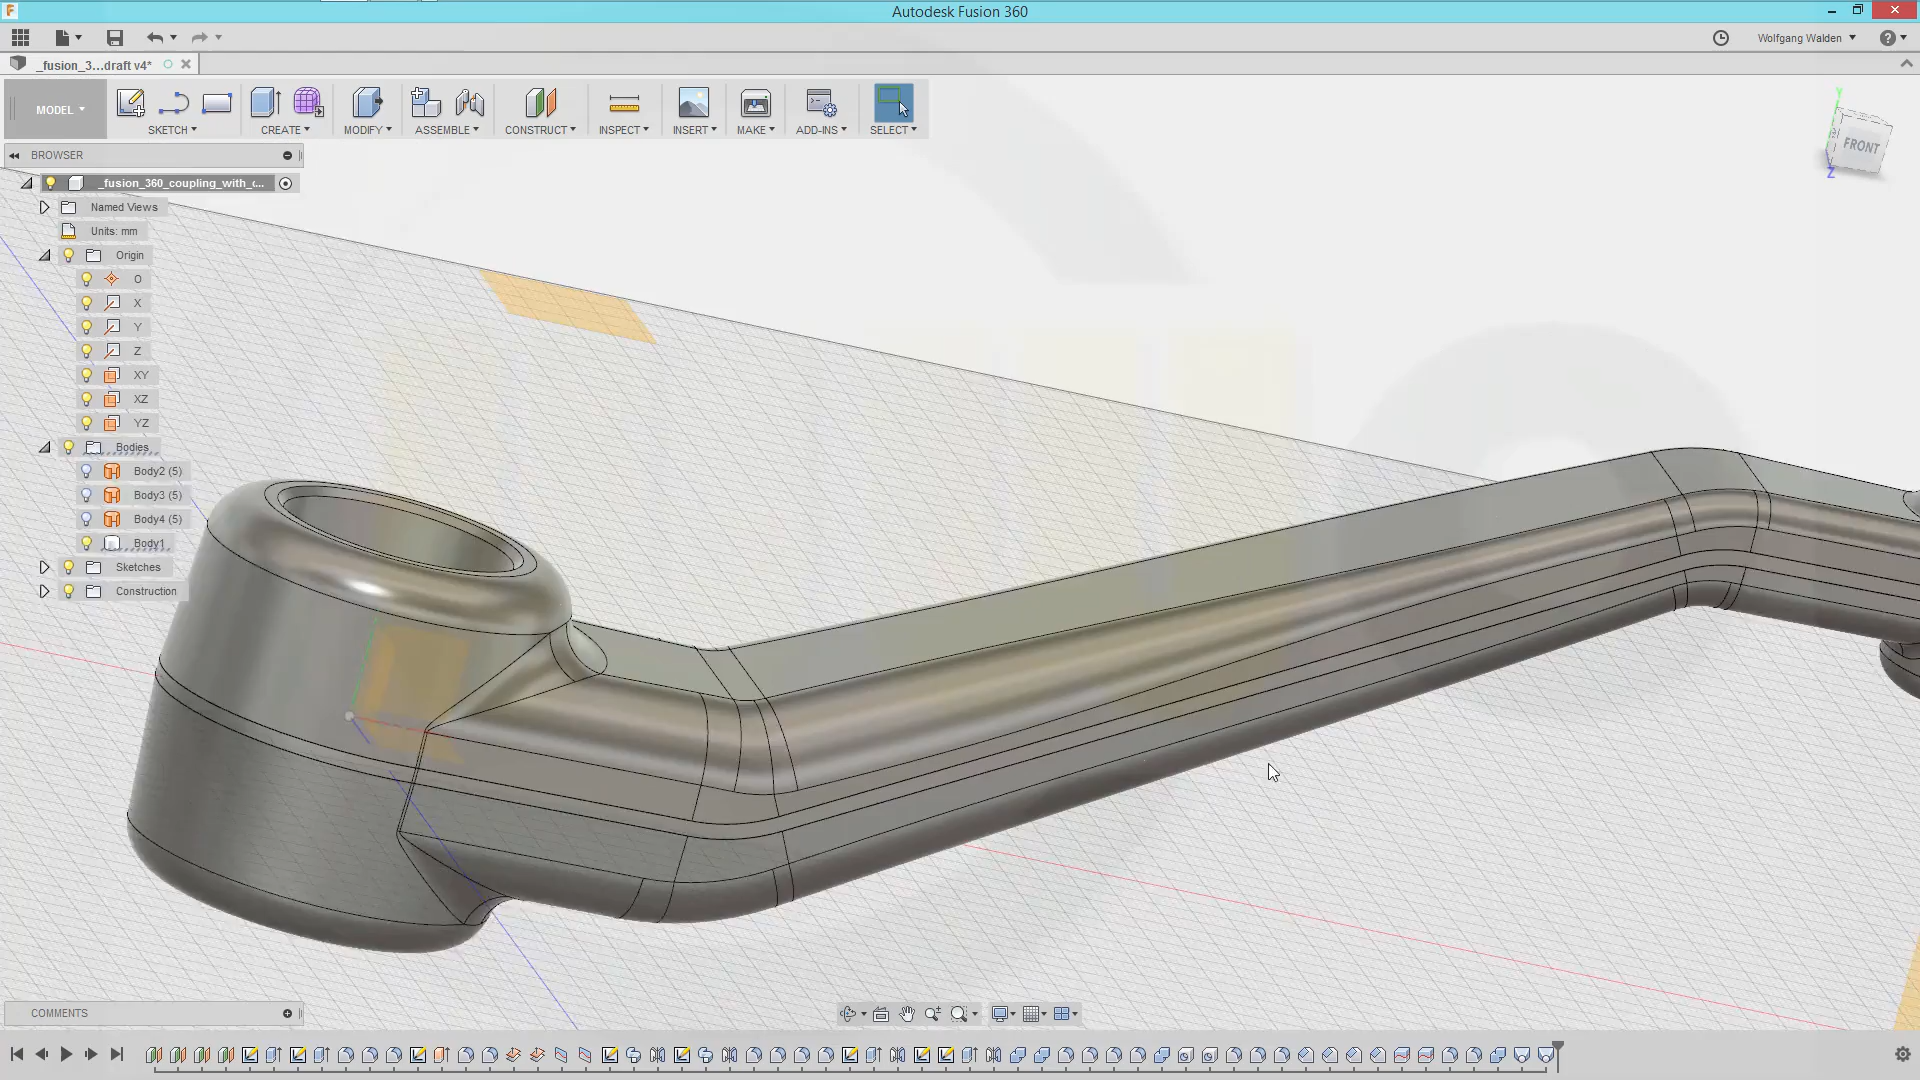 Autodesk Fusion 360
Wolfgang Walden
_fusion_3...draft v4*
MODEL
SKETCH
CREATE
MODIFY
ASSEMBLE
CONSTRUCT
INSPECT
INSERT
MAKE
ADD-INS
SELECT
Y
FRONT
Z
BROWSER
_fusion_360_coupling_with_c...
Named Views
Units: mm
Origin
O
X
Y
Z
XY
XZ
YZ
Bodies
Body2 (5)
Body3 (5)
Body4 (5)
Body1
Sketches
Construction
COMMENTS